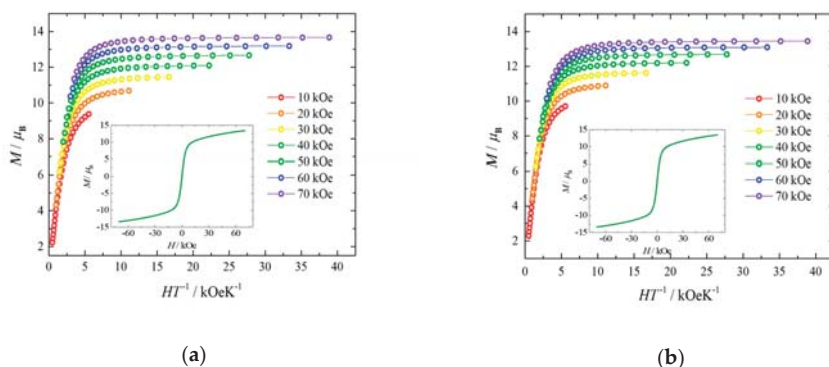 14
12
10
8
6
4
2
M / μB
10 kOe
20 kOe
30 kOe
40 kOe
50 kOe
60 kOe
70 kOe
15
10
5
0
-5
-10
-15
M / μB
-60
-30
0
30
60
H / kOe
0
5
10
15
20
25
30
35
40
HT⁻¹ / kOeK⁻¹
(a)
14
12
10
8
6
4
2
M / μB
10 kOe
20 kOe
30 kOe
40 kOe
50 kOe
60 kOe
70 kOe
15
10
5
0
-5
-10
-15
M / μB
-60
-30
0
30
60
H / kOe
0
5
10
15
20
25
30
35
40
HT⁻¹ / kOeK⁻¹
(b)